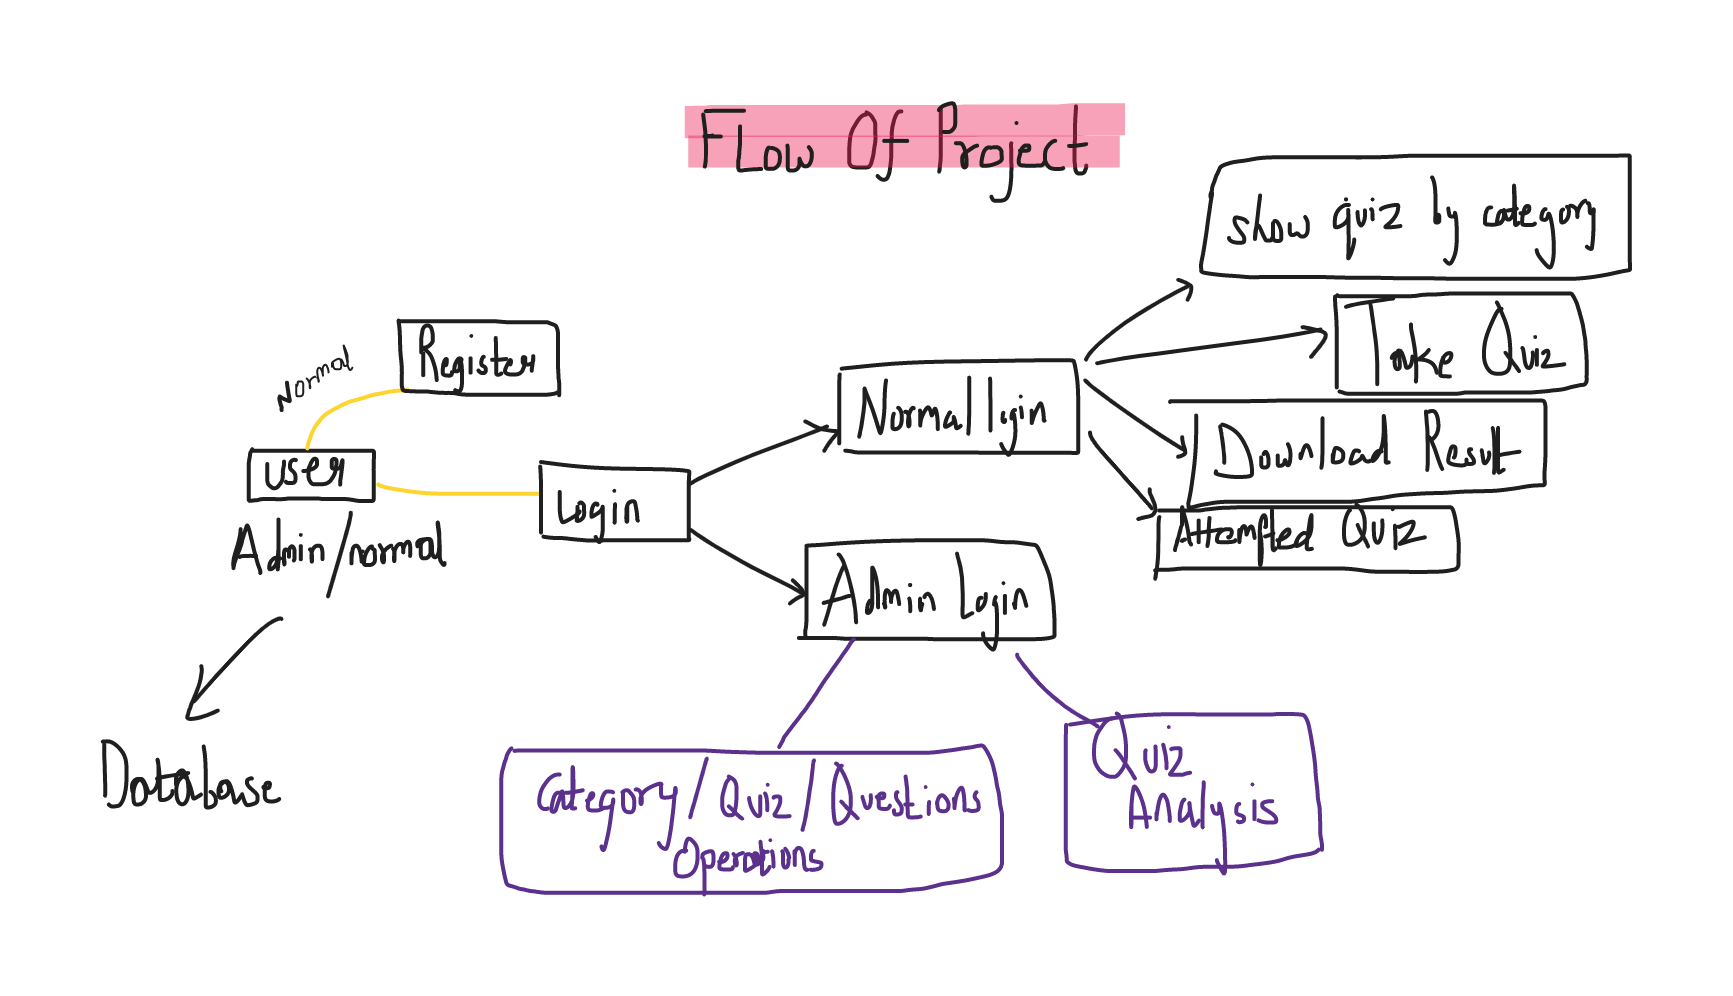 FLow Of Project
show quiz by category
Take Quiz
Register
Normal
Normal login
Download Result
user
Login
Attempted Quiz
Admin/normal
Admin Login
Database
Category/Quiz/Questions
Operations
Quiz
Analysis